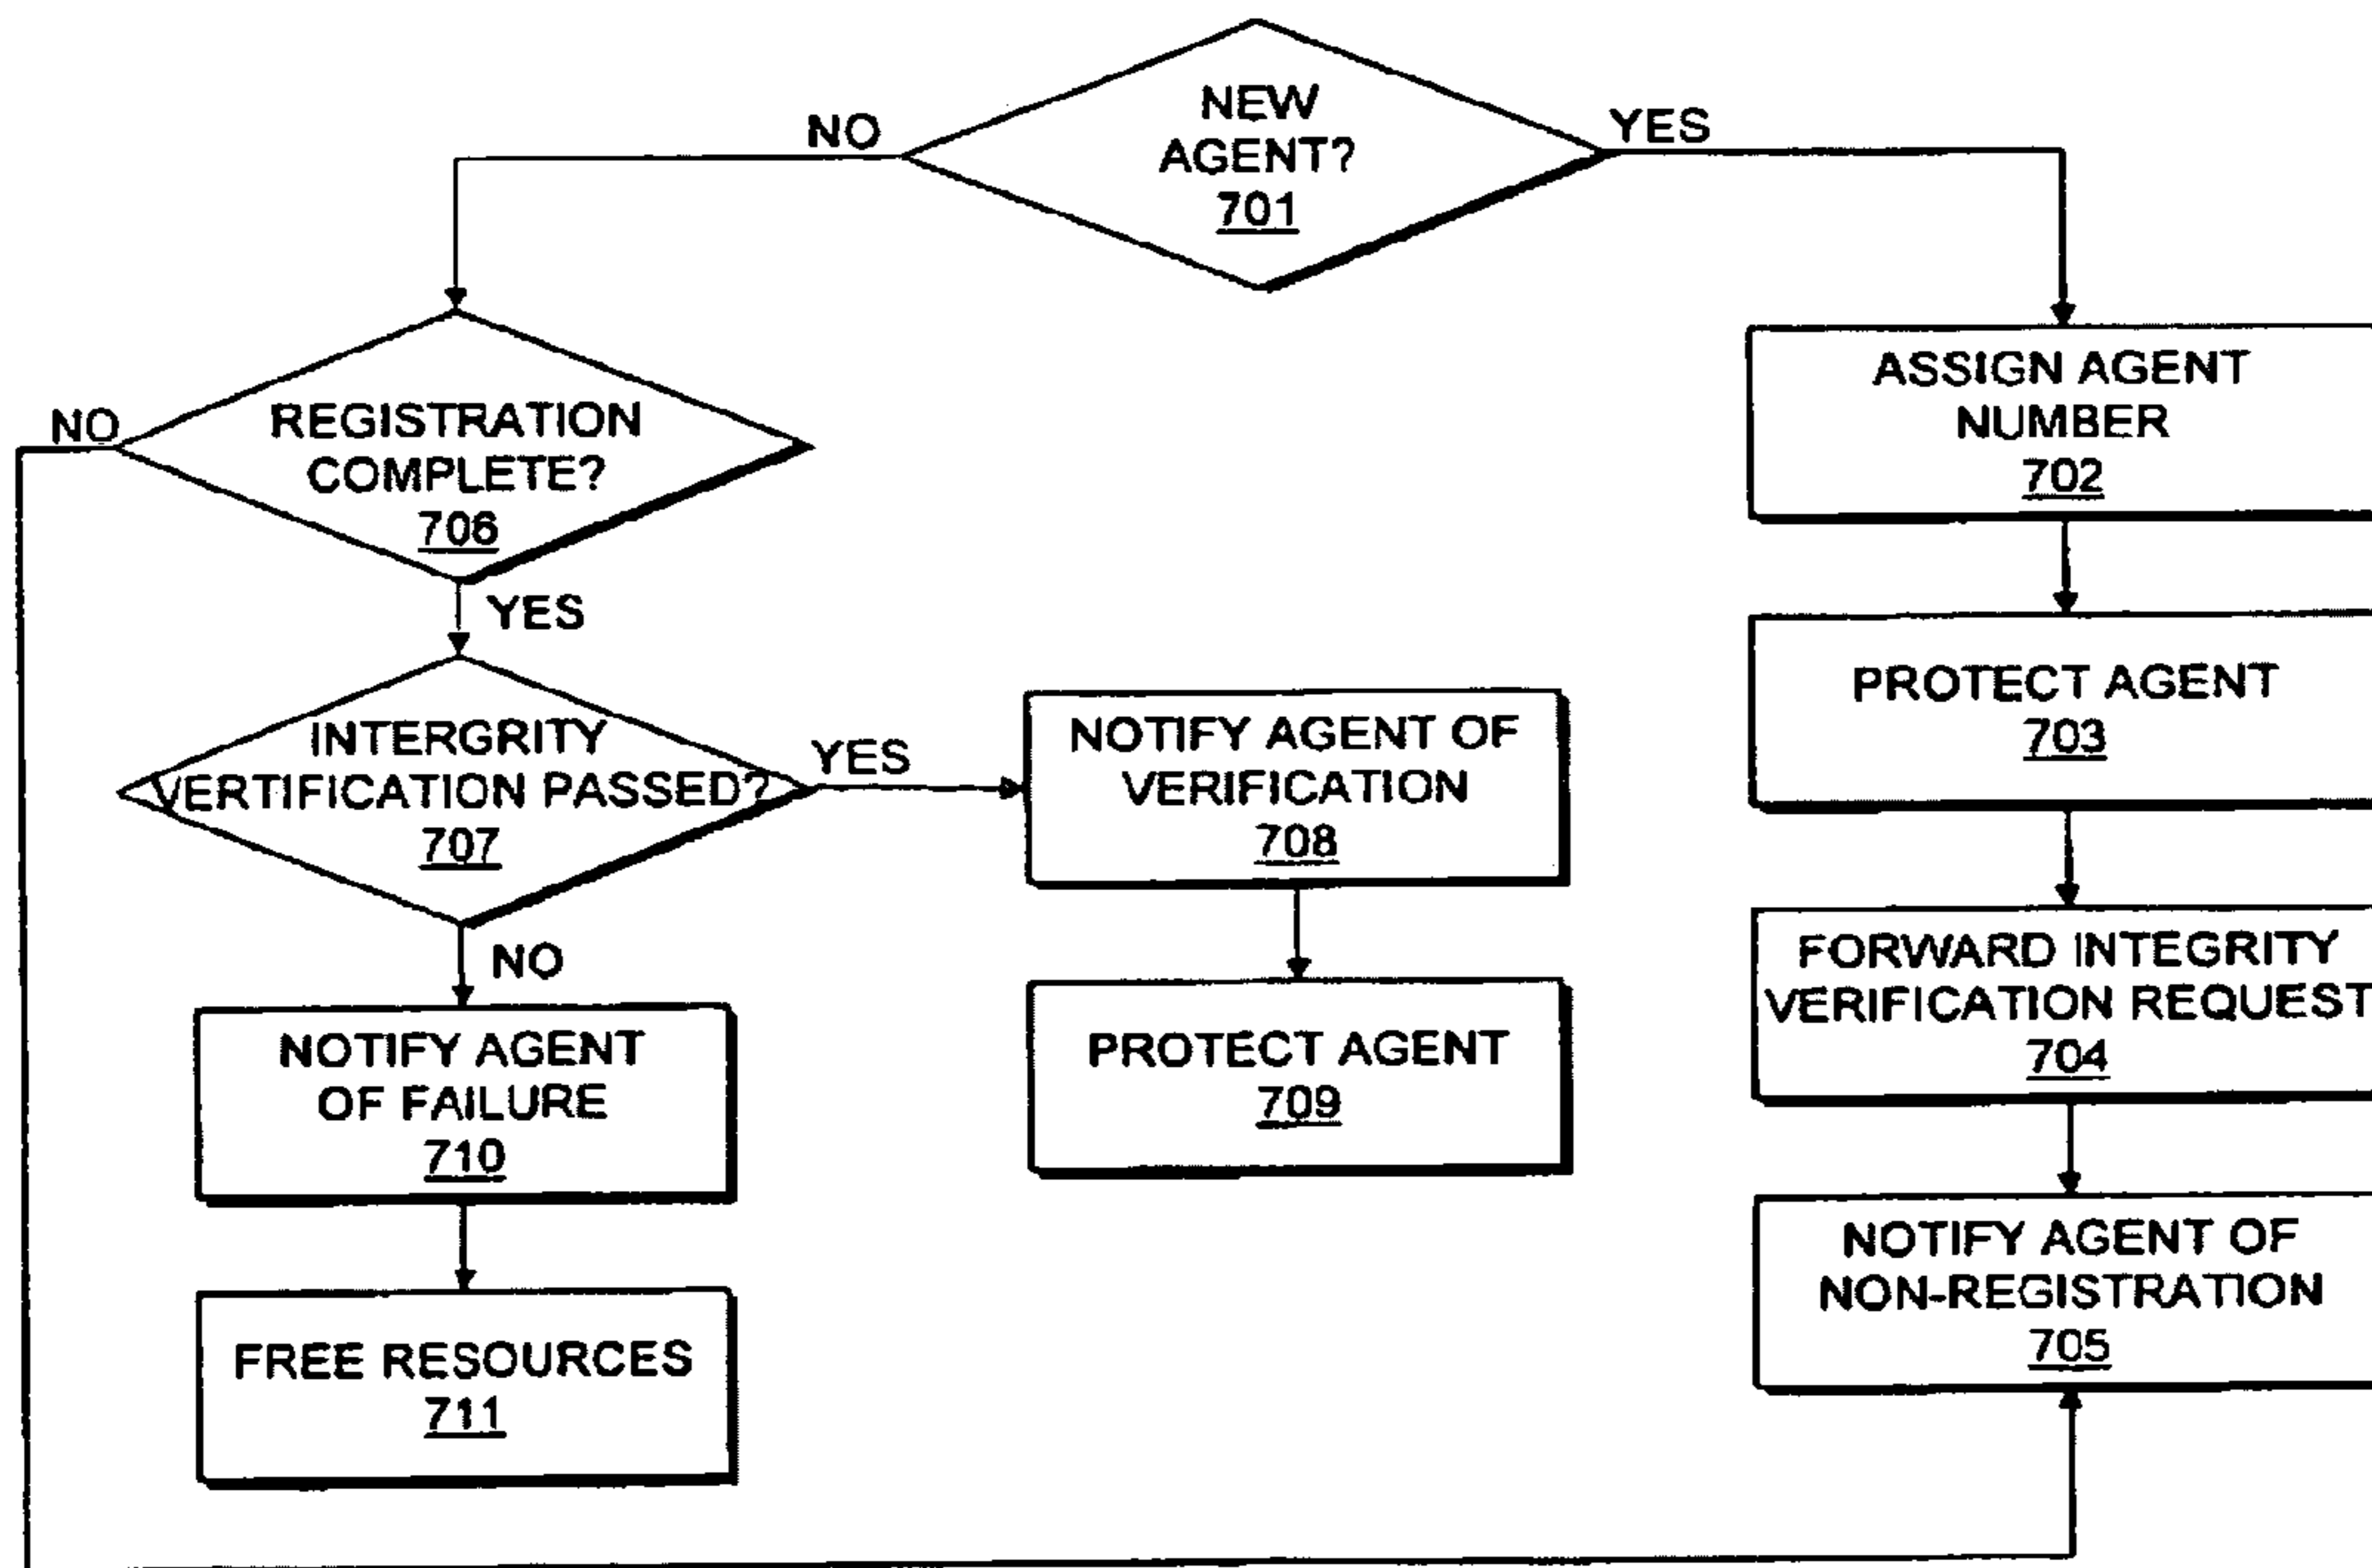 NEW
AGENT?
701
NO
YES
REGISTRATION
COMPLETE?
706
NO
YES
INTERGRITY
VERTIFICATION PASSED?
707
YES
NO
NOTIFY AGENT OF
VERIFICATION
708
PROTECT AGENT
709
NOTIFY AGENT
OF FAILURE
710
FREE RESOURCES
711
ASSIGN AGENT
NUMBER
702
PROTECT AGENT
703
FORWARD INTEGRITY
VERIFICATION REQUEST
704
NOTIFY AGENT OF
NON-REGISTRATION
705